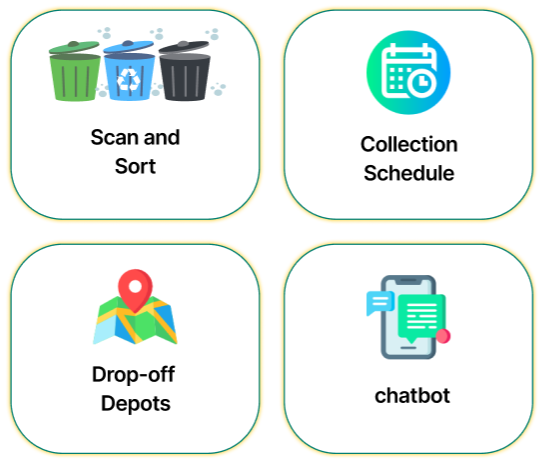 Scan and
Sort
Collection
Schedule
Drop-off
Depots
chatbot